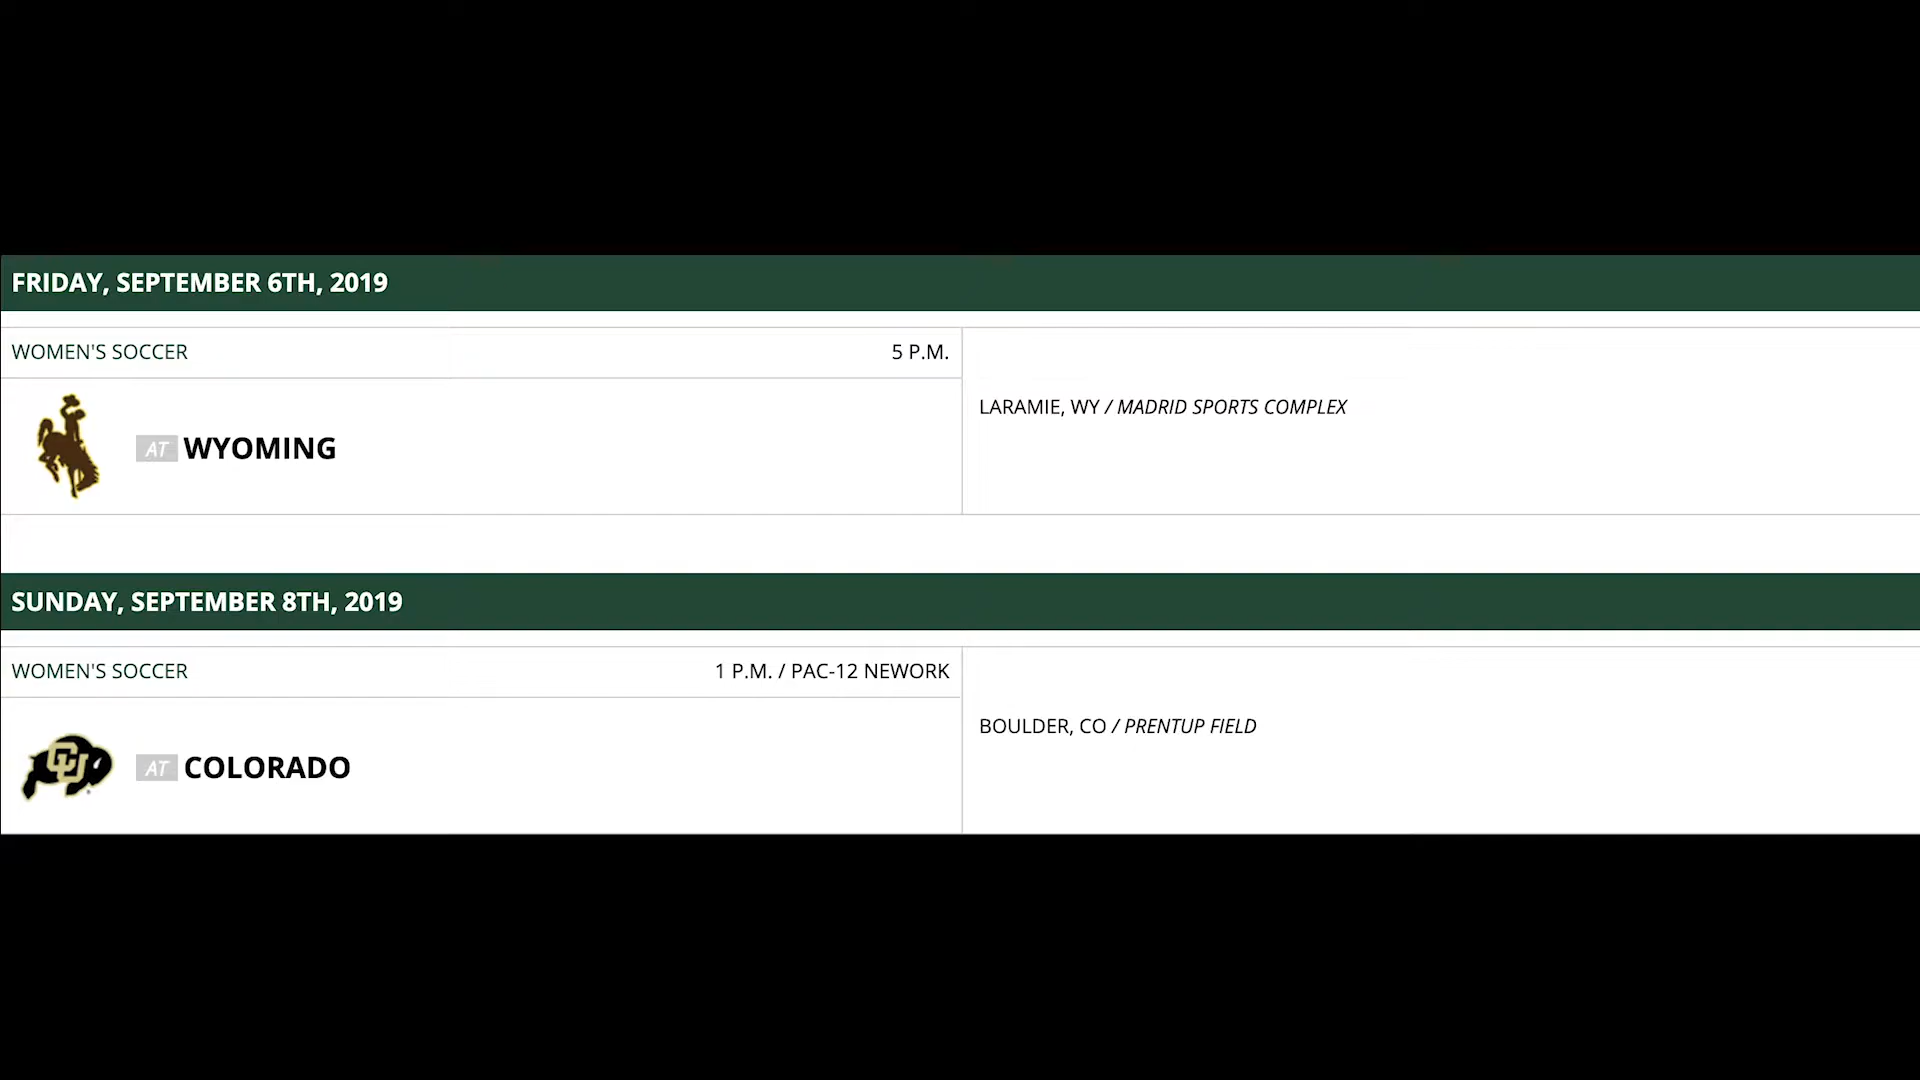 FRIDAY, SEPTEMBER 6TH, 2019
WOMEN'S SOCCER 5 P.M.
LARAMIE, WY / MADRID SPORTS COMPLEX
AT WYOMING
SUNDAY, SEPTEMBER 8TH, 2019
WOMEN'S SOCCER 1 P.M. / PAC-12 NEWORK
BOULDER, CO / PRENTUP FIELD
CU
AT COLORADO